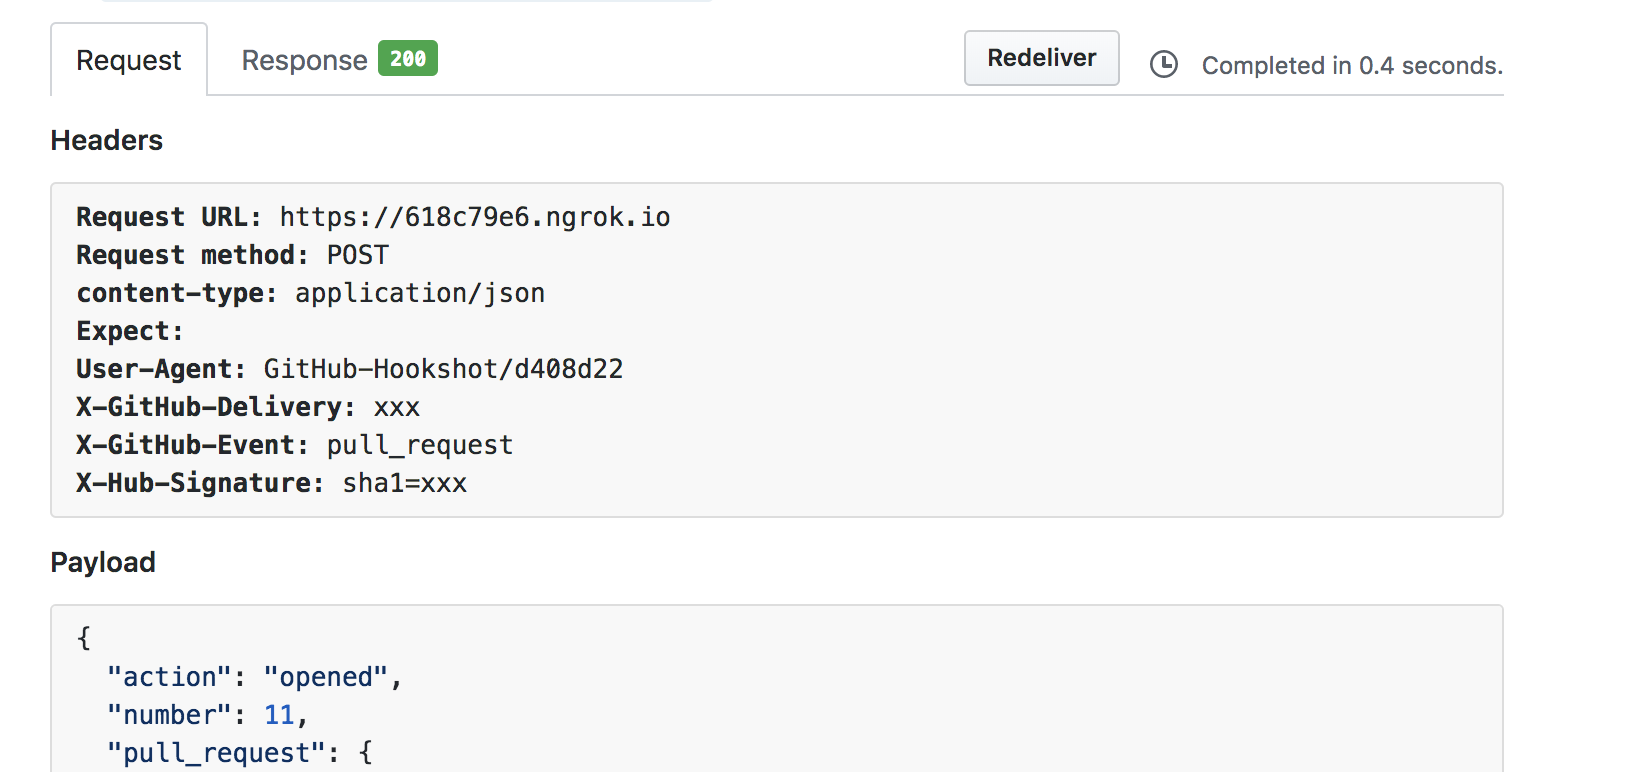 Request Response 200 Redeliver Completed in 0.4 seconds.
Headers
Request URL: https://618c79e6.ngrok.io
Request method: POST
content-type: application/json
Expect:
User-Agent: GitHub-Hookshot/d408d22
X-GitHub-Delivery: xxx
X-GitHub-Event: pull_request
X-Hub-Signature: sha1=xxx
Payload
{
"action": "opened",
"number": 11,
"pull_request": {